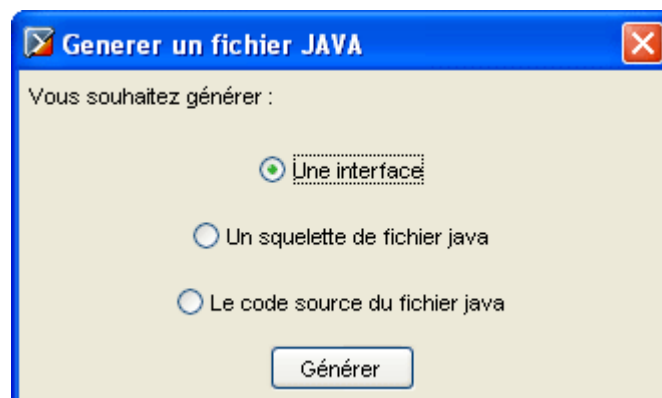 Generer un fichier JAVA
Vous souhaitez générer :
Une interface
Un squelette de fichier java
Le code source du fichier java
Générer